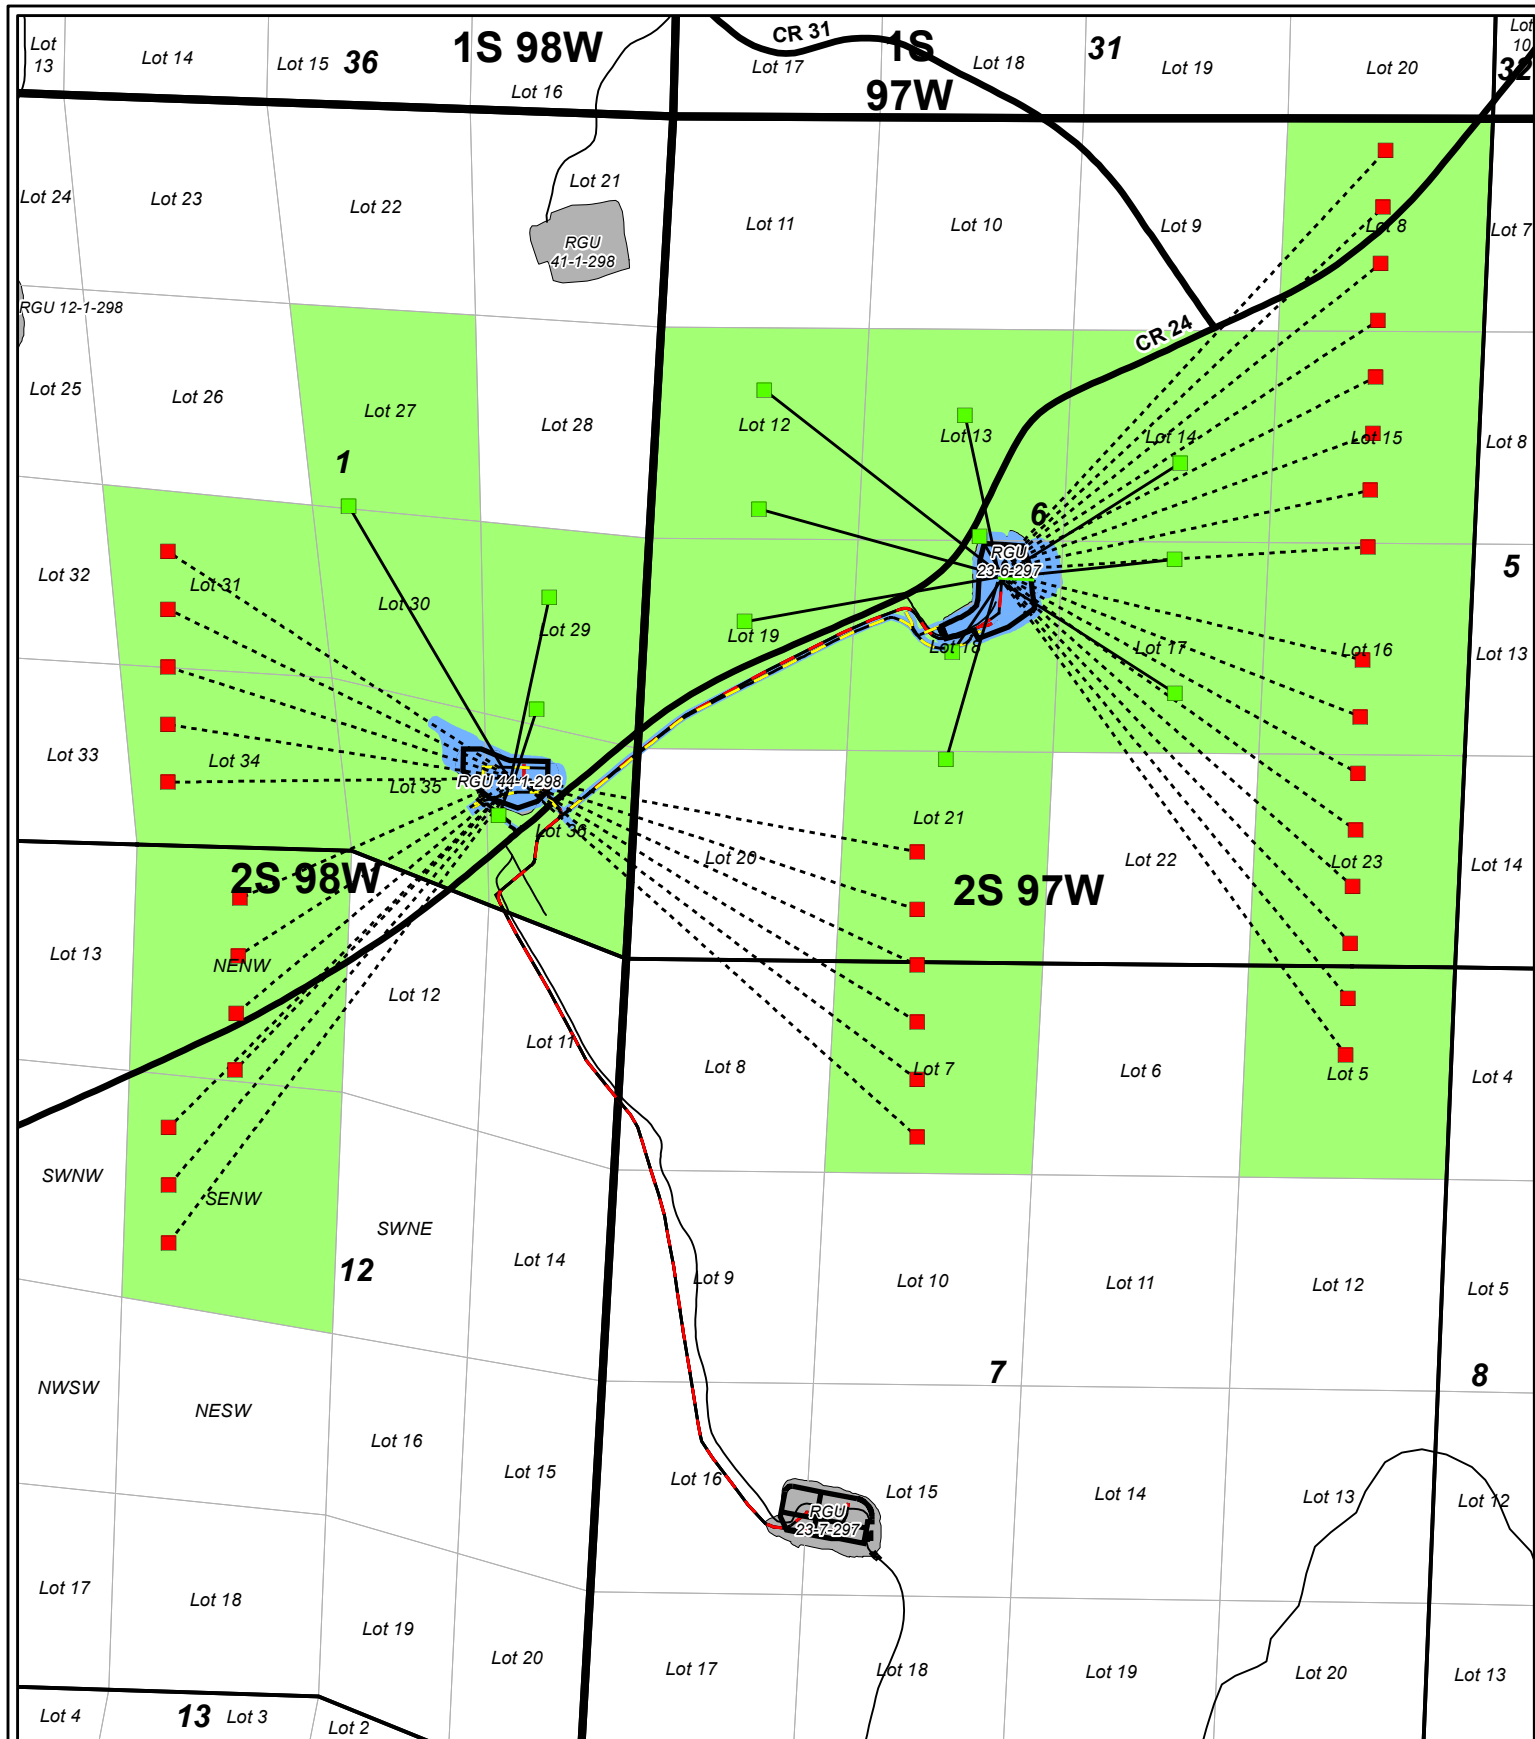 Lot
13
Lot 14
Lot 15
36
1S 98W
Lot 16
CR 31
Lot 17
1S
97W
Lot 18
31
Lot 19
Lot 20
Lot
10
32
Lot 24
Lot 23
Lot 22
Lot 21
RGU
41-1-298
Lot 11
Lot 10
Lot 9
Lot 8
Lot 7
RGU 12-1-298
CR 24
Lot 25
Lot 26
Lot 27
Lot 28
Lot 12
Lot 13
Lot 14
Lot 15
Lot 8
1
6
Lot 32
Lot 31
Lot 30
Lot 29
RGU
23-6-297
5
Lot 19
Lot 18
Lot 17
Lot 16
Lot 13
Lot 33
Lot 34
Lot 35
RGU 44-1-298
Lot 36
Lot 21
Lot 20
Lot 22
Lot 23
Lot 14
2S 98W
2S 97W
Lot 13
NENW
Lot 12
Lot 11
Lot 8
Lot 7
Lot 6
Lot 5
Lot 4
SWNW
SENW
SWNE
12
Lot 14
Lot 9
Lot 10
Lot 11
Lot 12
Lot 5
NWSW
NESW
7
8
Lot 16
Lot 15
Lot 16
RGU
23-7-297
Lot 15
Lot 14
Lot 13
Lot 12
Lot 17
Lot 18
Lot 19
Lot 20
Lot 17
Lot 18
Lot 19
Lot 20
Lot 13
Lot 4
13
Lot 3
Lot 2